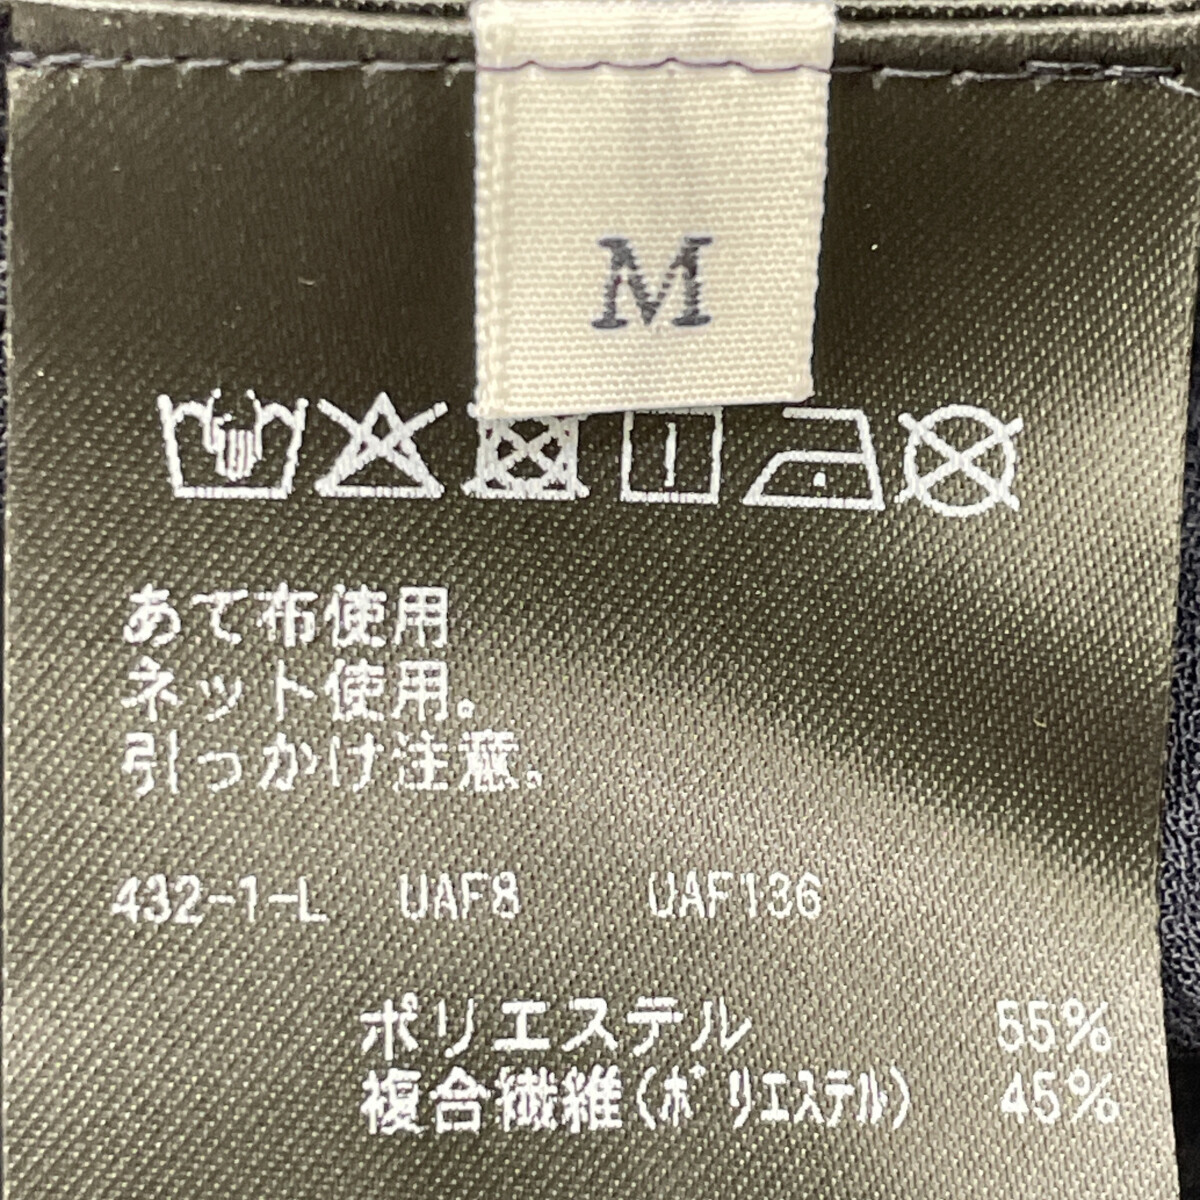 M
あて布使用
ネット使用。
引っかけ注意。
432-1-L UAF8 UAF136
ポリエステル 55%
複合繊維(ポリエステル) 45%